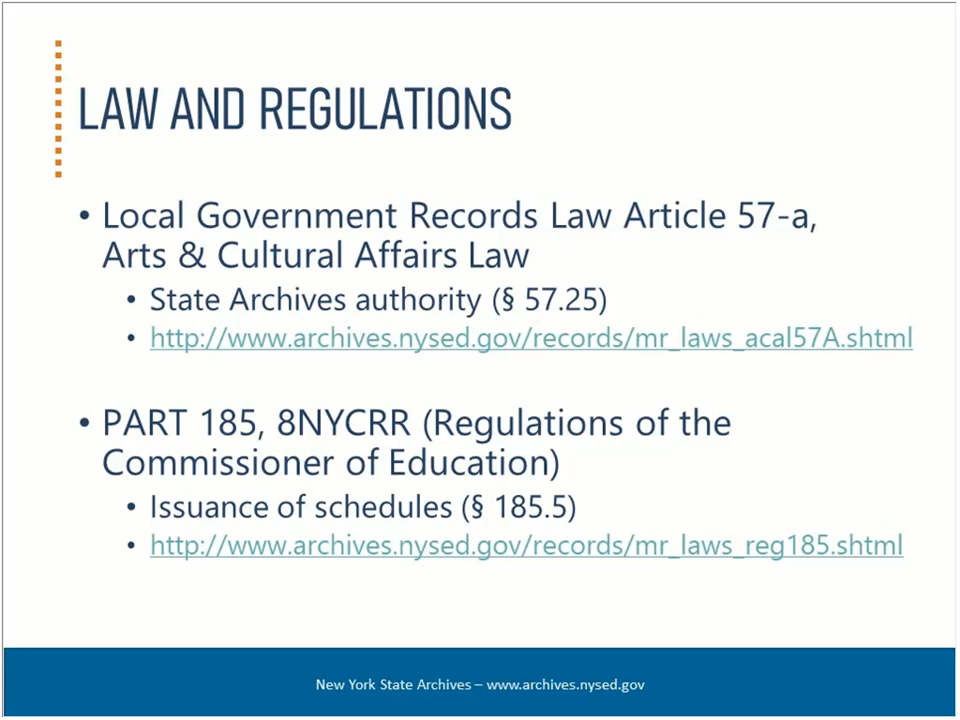 LAW AND REGULATIONS
• Local Government Records Law Article 57-a,
Arts & Cultural Affairs Law
• State Archives authority (§ 57.25)
• http://www.archives.nysed.gov/records/mr_laws_acal57A.shtml
• PART 185, 8NYCRR (Regulations of the
Commissioner of Education)
• Issuance of schedules (§ 185.5)
• http://www.archives.nysed.gov/records/mr_laws_reg185.shtml
New York State Archives – www.archives.nysed.gov